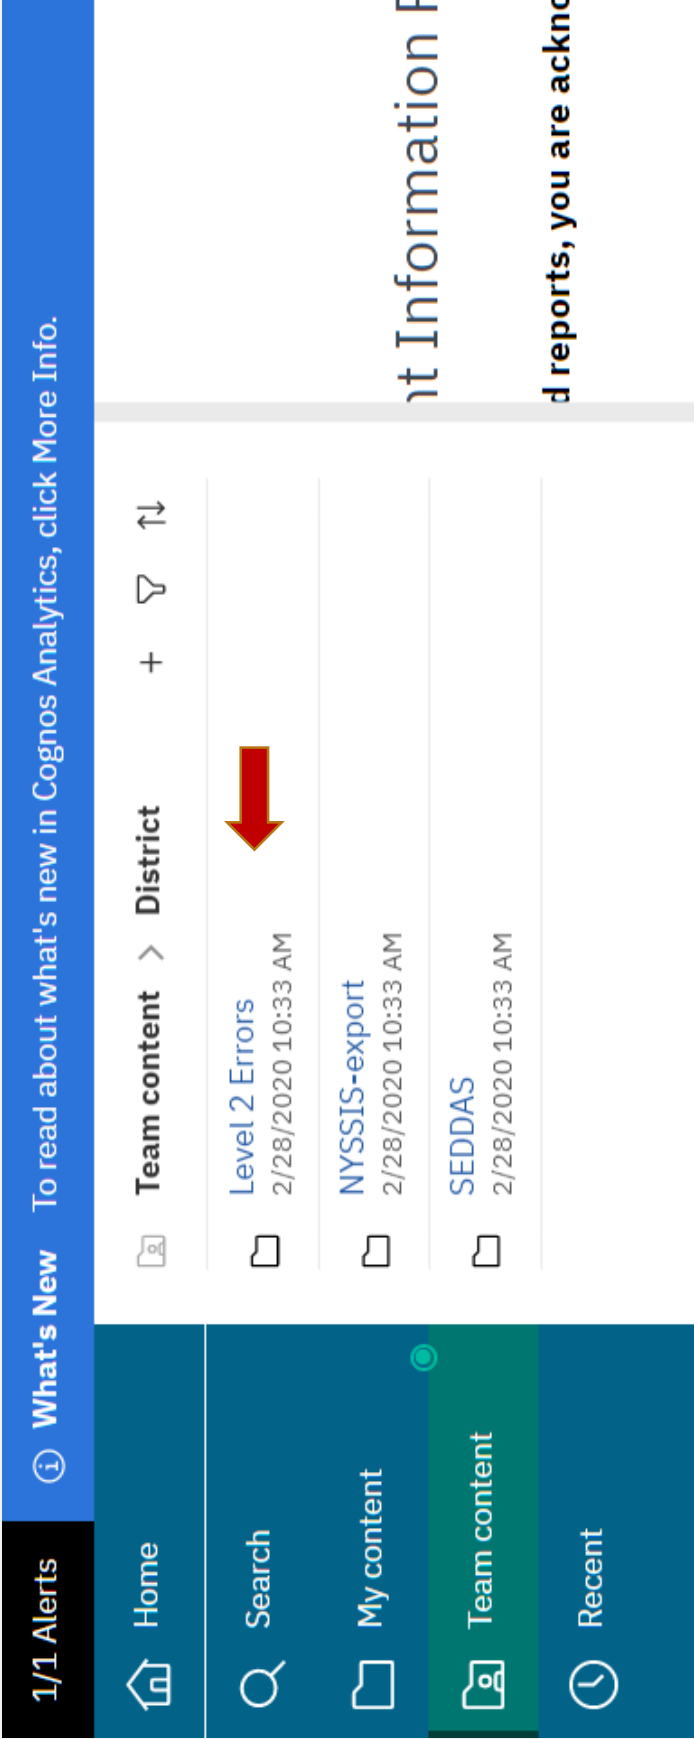 1/1 Alerts
What's New To read about what's new in Cognos Analytics, click More Info.
Home
Search
My content
Team content
Recent
Team content > District
Level 2 Errors
2/28/2020 10:33 AM
NYSSIS-export
2/28/2020 10:33 AM
SEDDAS
2/28/2020 10:33 AM
nt Information
d reports, you are ackno